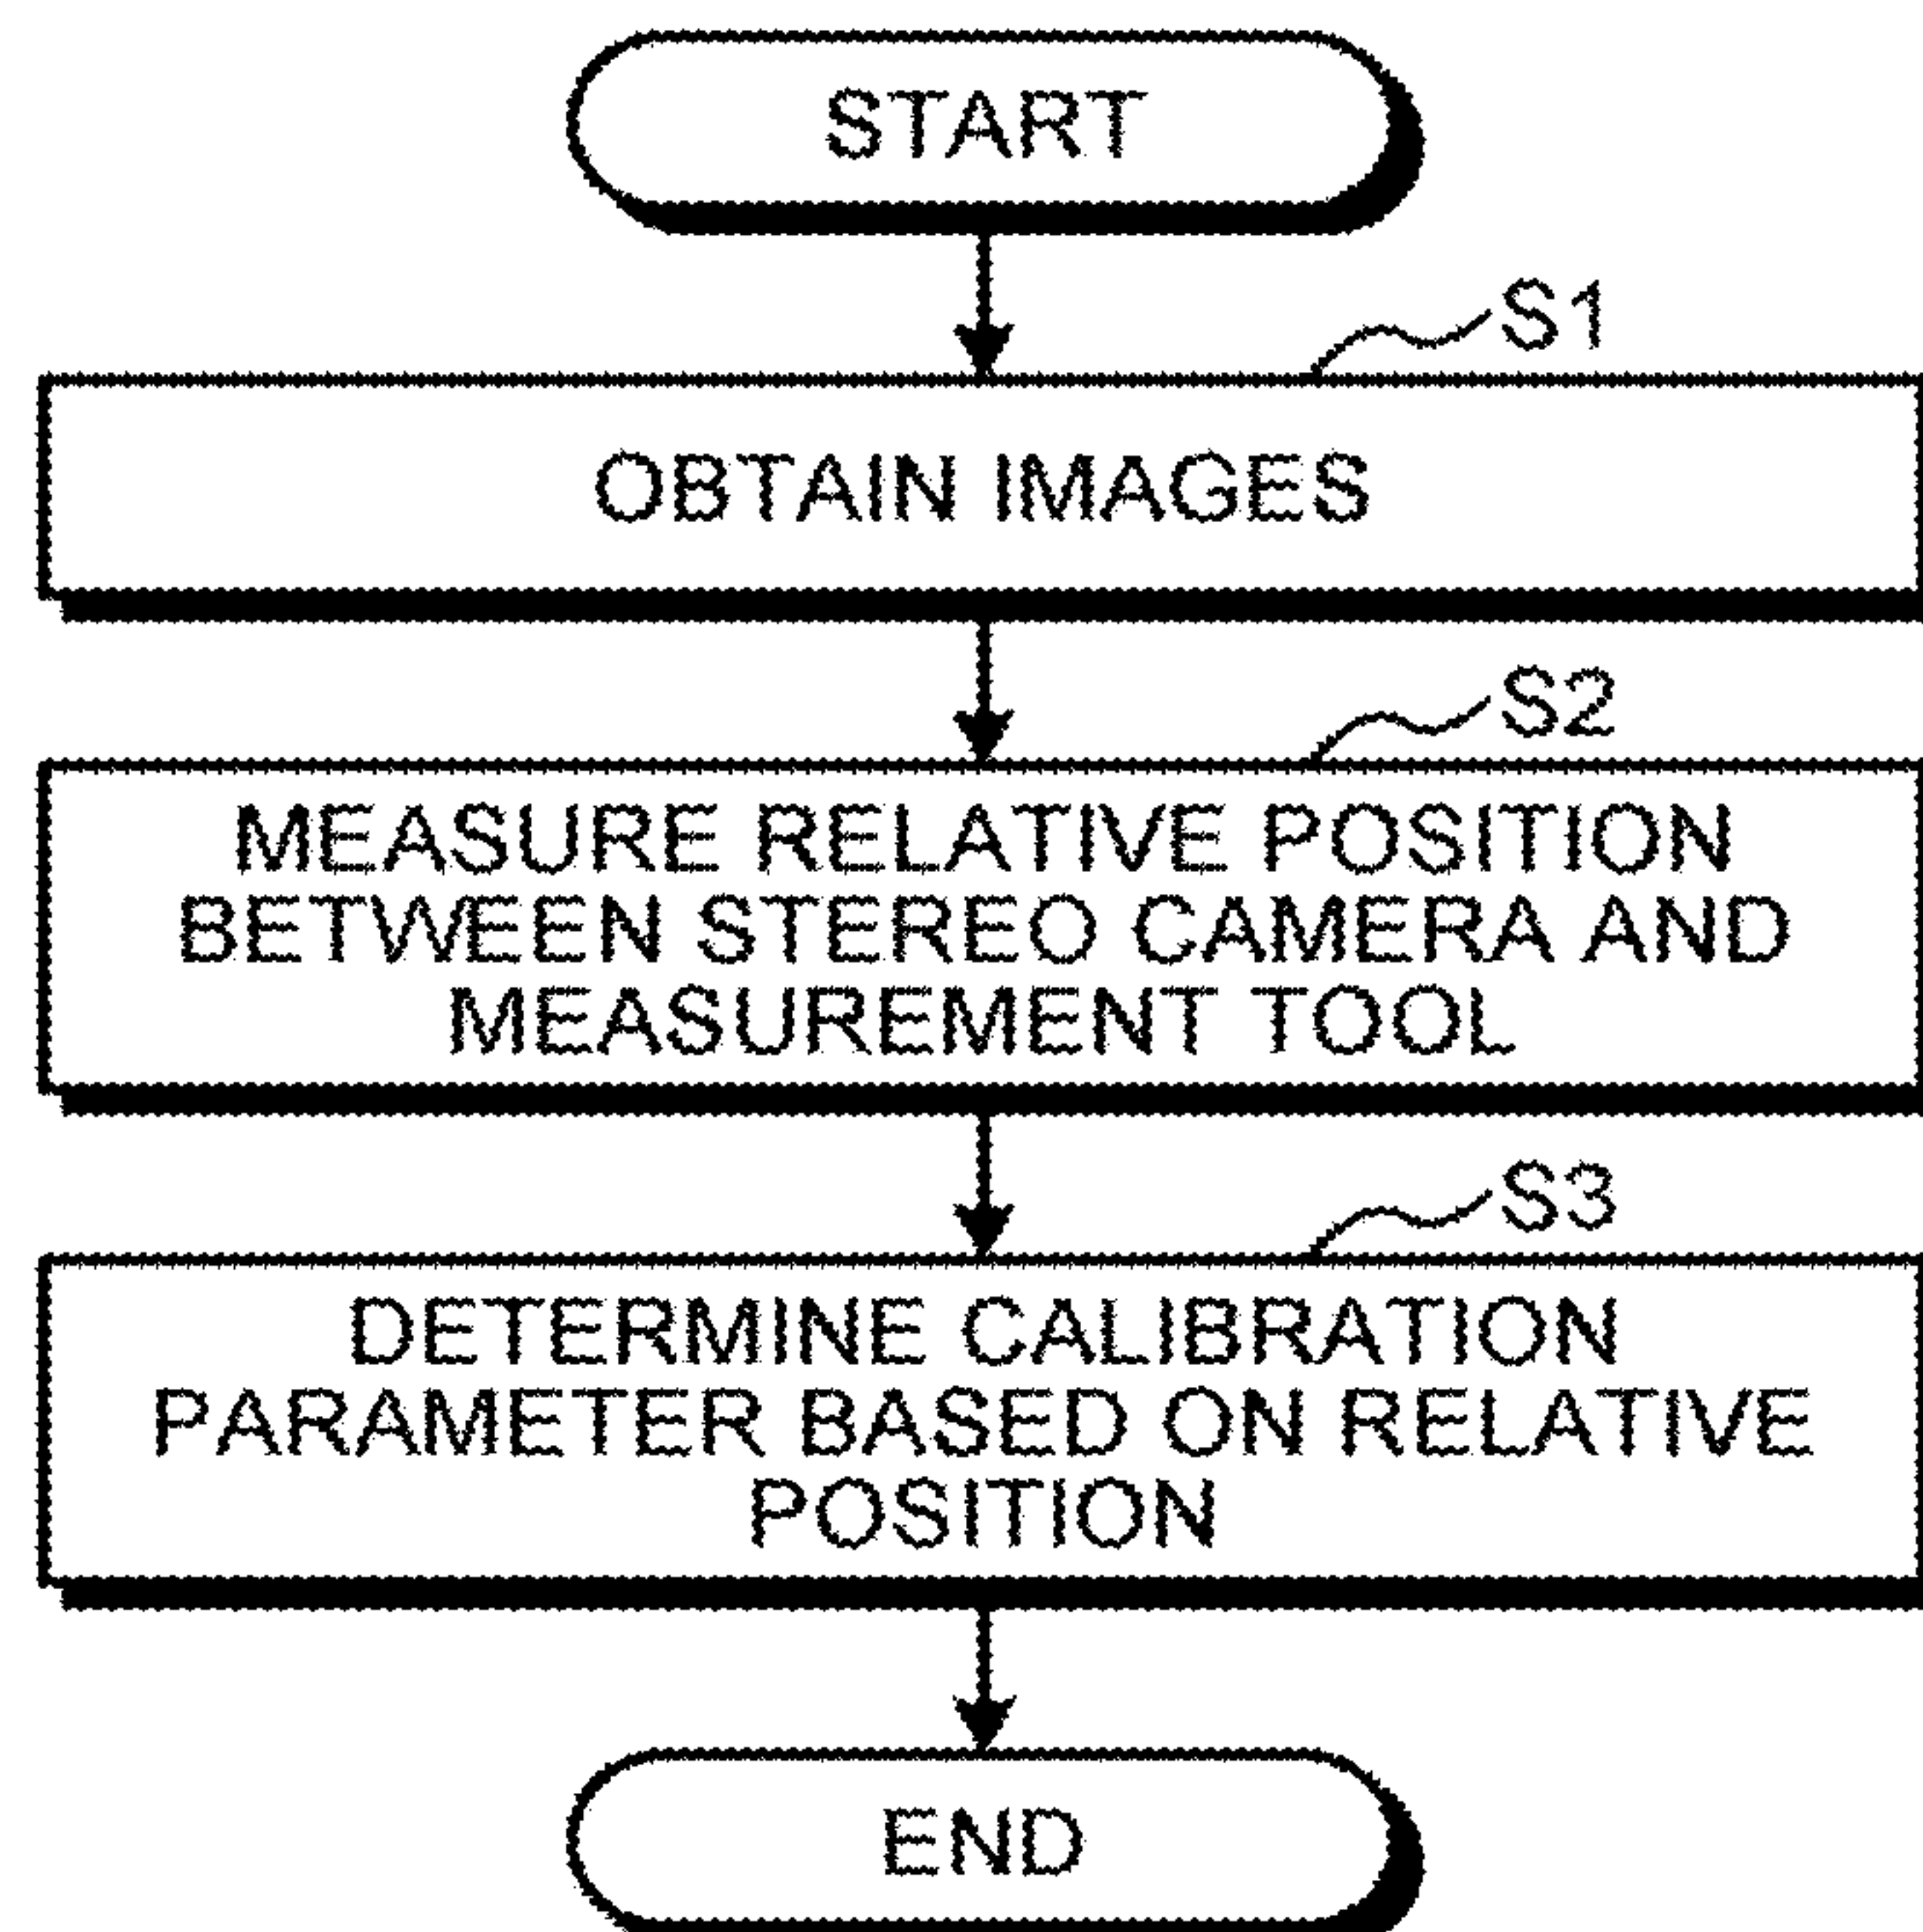 START
S1
OBTAIN IMAGES
S2
MEASURE RELATIVE POSITION
BETWEEN STEREO CAMERA AND
MEASUREMENT TOOL
S3
DETERMINE CALIBRATION
PARAMETER BASED ON RELATIVE
POSITION
END